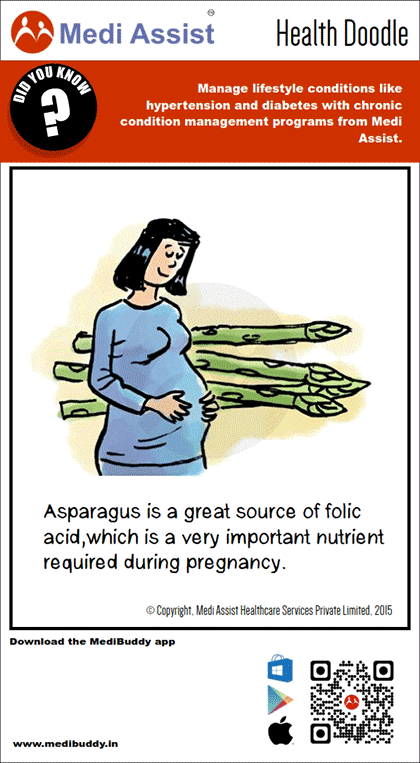 Medi Assist
Health Doodle
DID YOU KNOW
?
Manage lifestyle conditions like
hypertension and diabetes with chronic
condition management programs from Medi
Assist.
Asparagus is a great source of folic
acid,which is a very important nutrient
required during pregnancy.
© Copyright, Medi Assist Healthcare Services Private Limited, 2015
Download the MediBuddy app
www.medibuddy.in